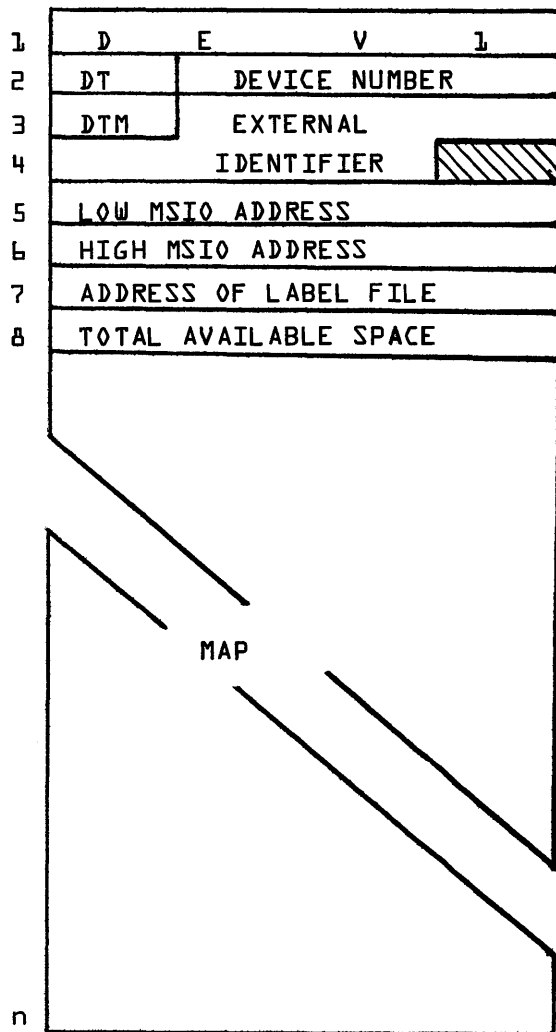 1 D E V 1
2 DT DEVICE NUMBER
3 DTM EXTERNAL
4 IDENTIFIER
5 LOW MSIO ADDRESS
6 HIGH MSIO ADDRESS
7 ADDRESS OF LABEL FILE
8 TOTAL AVAILABLE SPACE
MAP
n